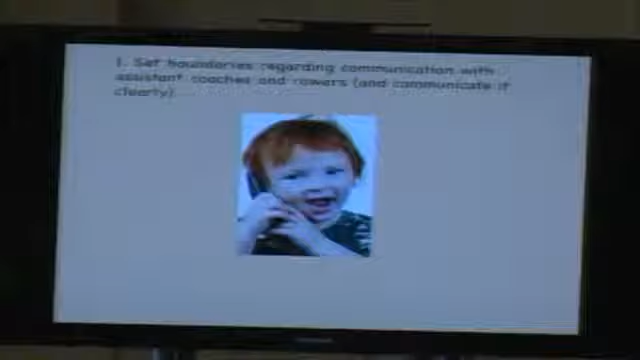 1. Set boundaries regarding communication with
assistant coaches and rowers (and communicate it
clearly)